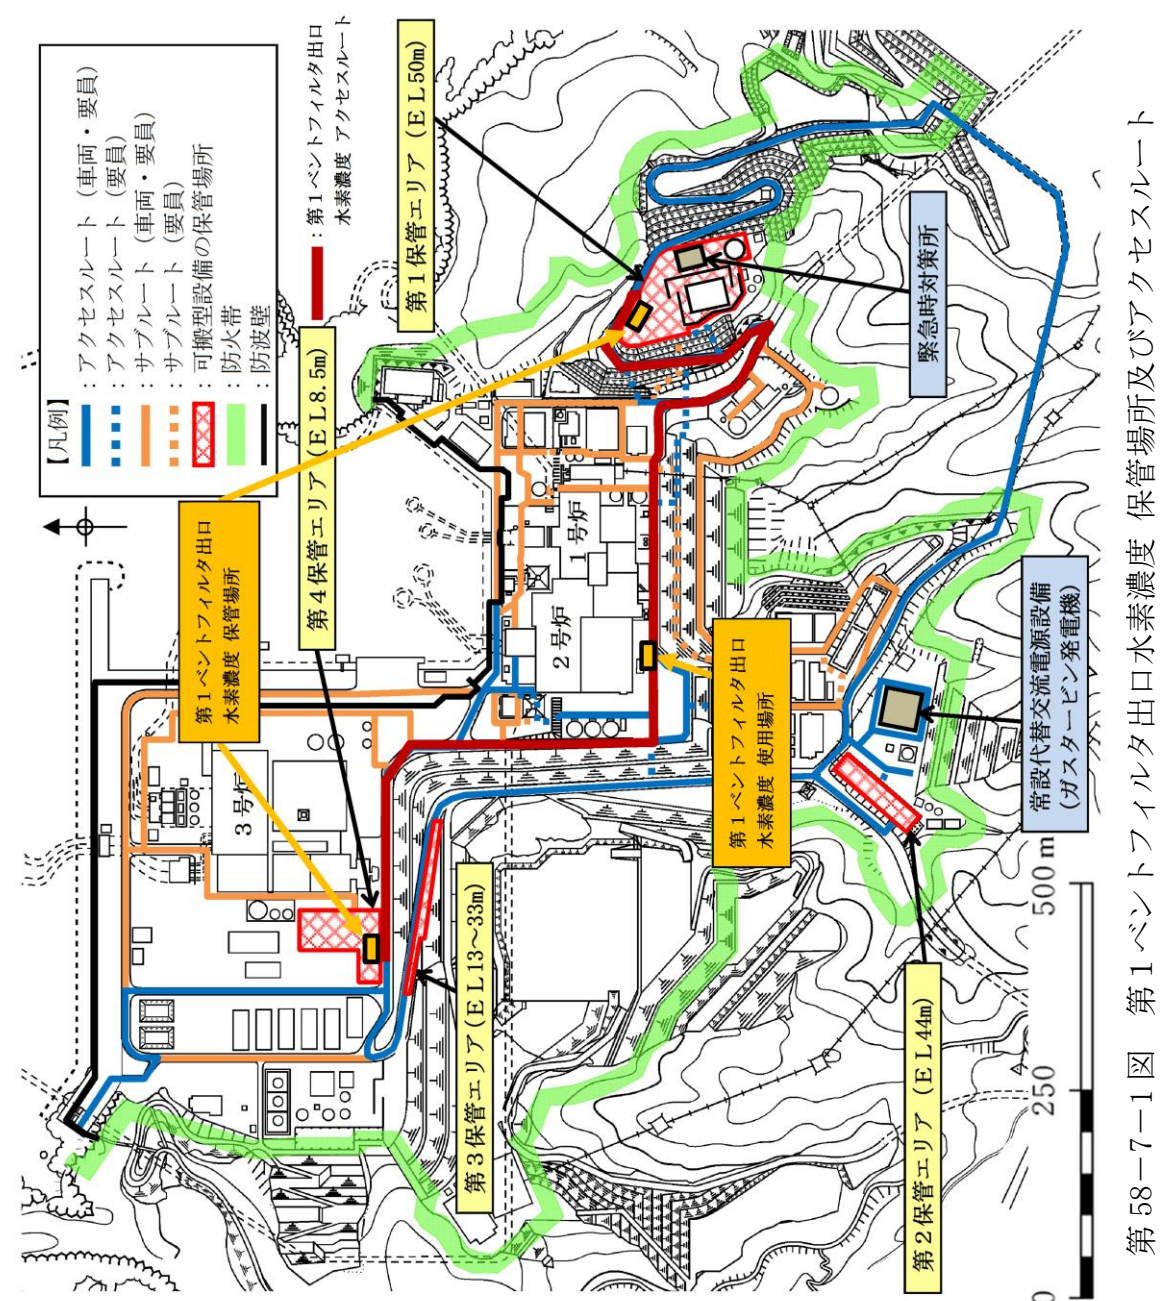 【凡例】
：アクセスルート（車両・要員）
：アクセスルート（要員）
：サブルート（車両・要員）
：サブルート（要員）
：可搬型設備の保管場所
：防火帯
：防波壁
：第１ベントフィルタ出口
水素濃度 アクセスルート
第１保管エリア（ＥＬ50m）
第４保管エリア（ＥＬ8.5m）
第１ベントフィルタ出口
水素濃度 保管場所
緊急時対策所
１号炉
２号炉
３号炉
第１ベントフィルタ出口
水素濃度 使用場所
常設代替交流電源設備
（ガスタービン発電機）
第３保管エリア（ＥＬ13～33m）
第２保管エリア（ＥＬ44m）
0
250
500 m
第58－7－1図　第１ベントフィルタ出口水素濃度 保管場所及びアクセスルート